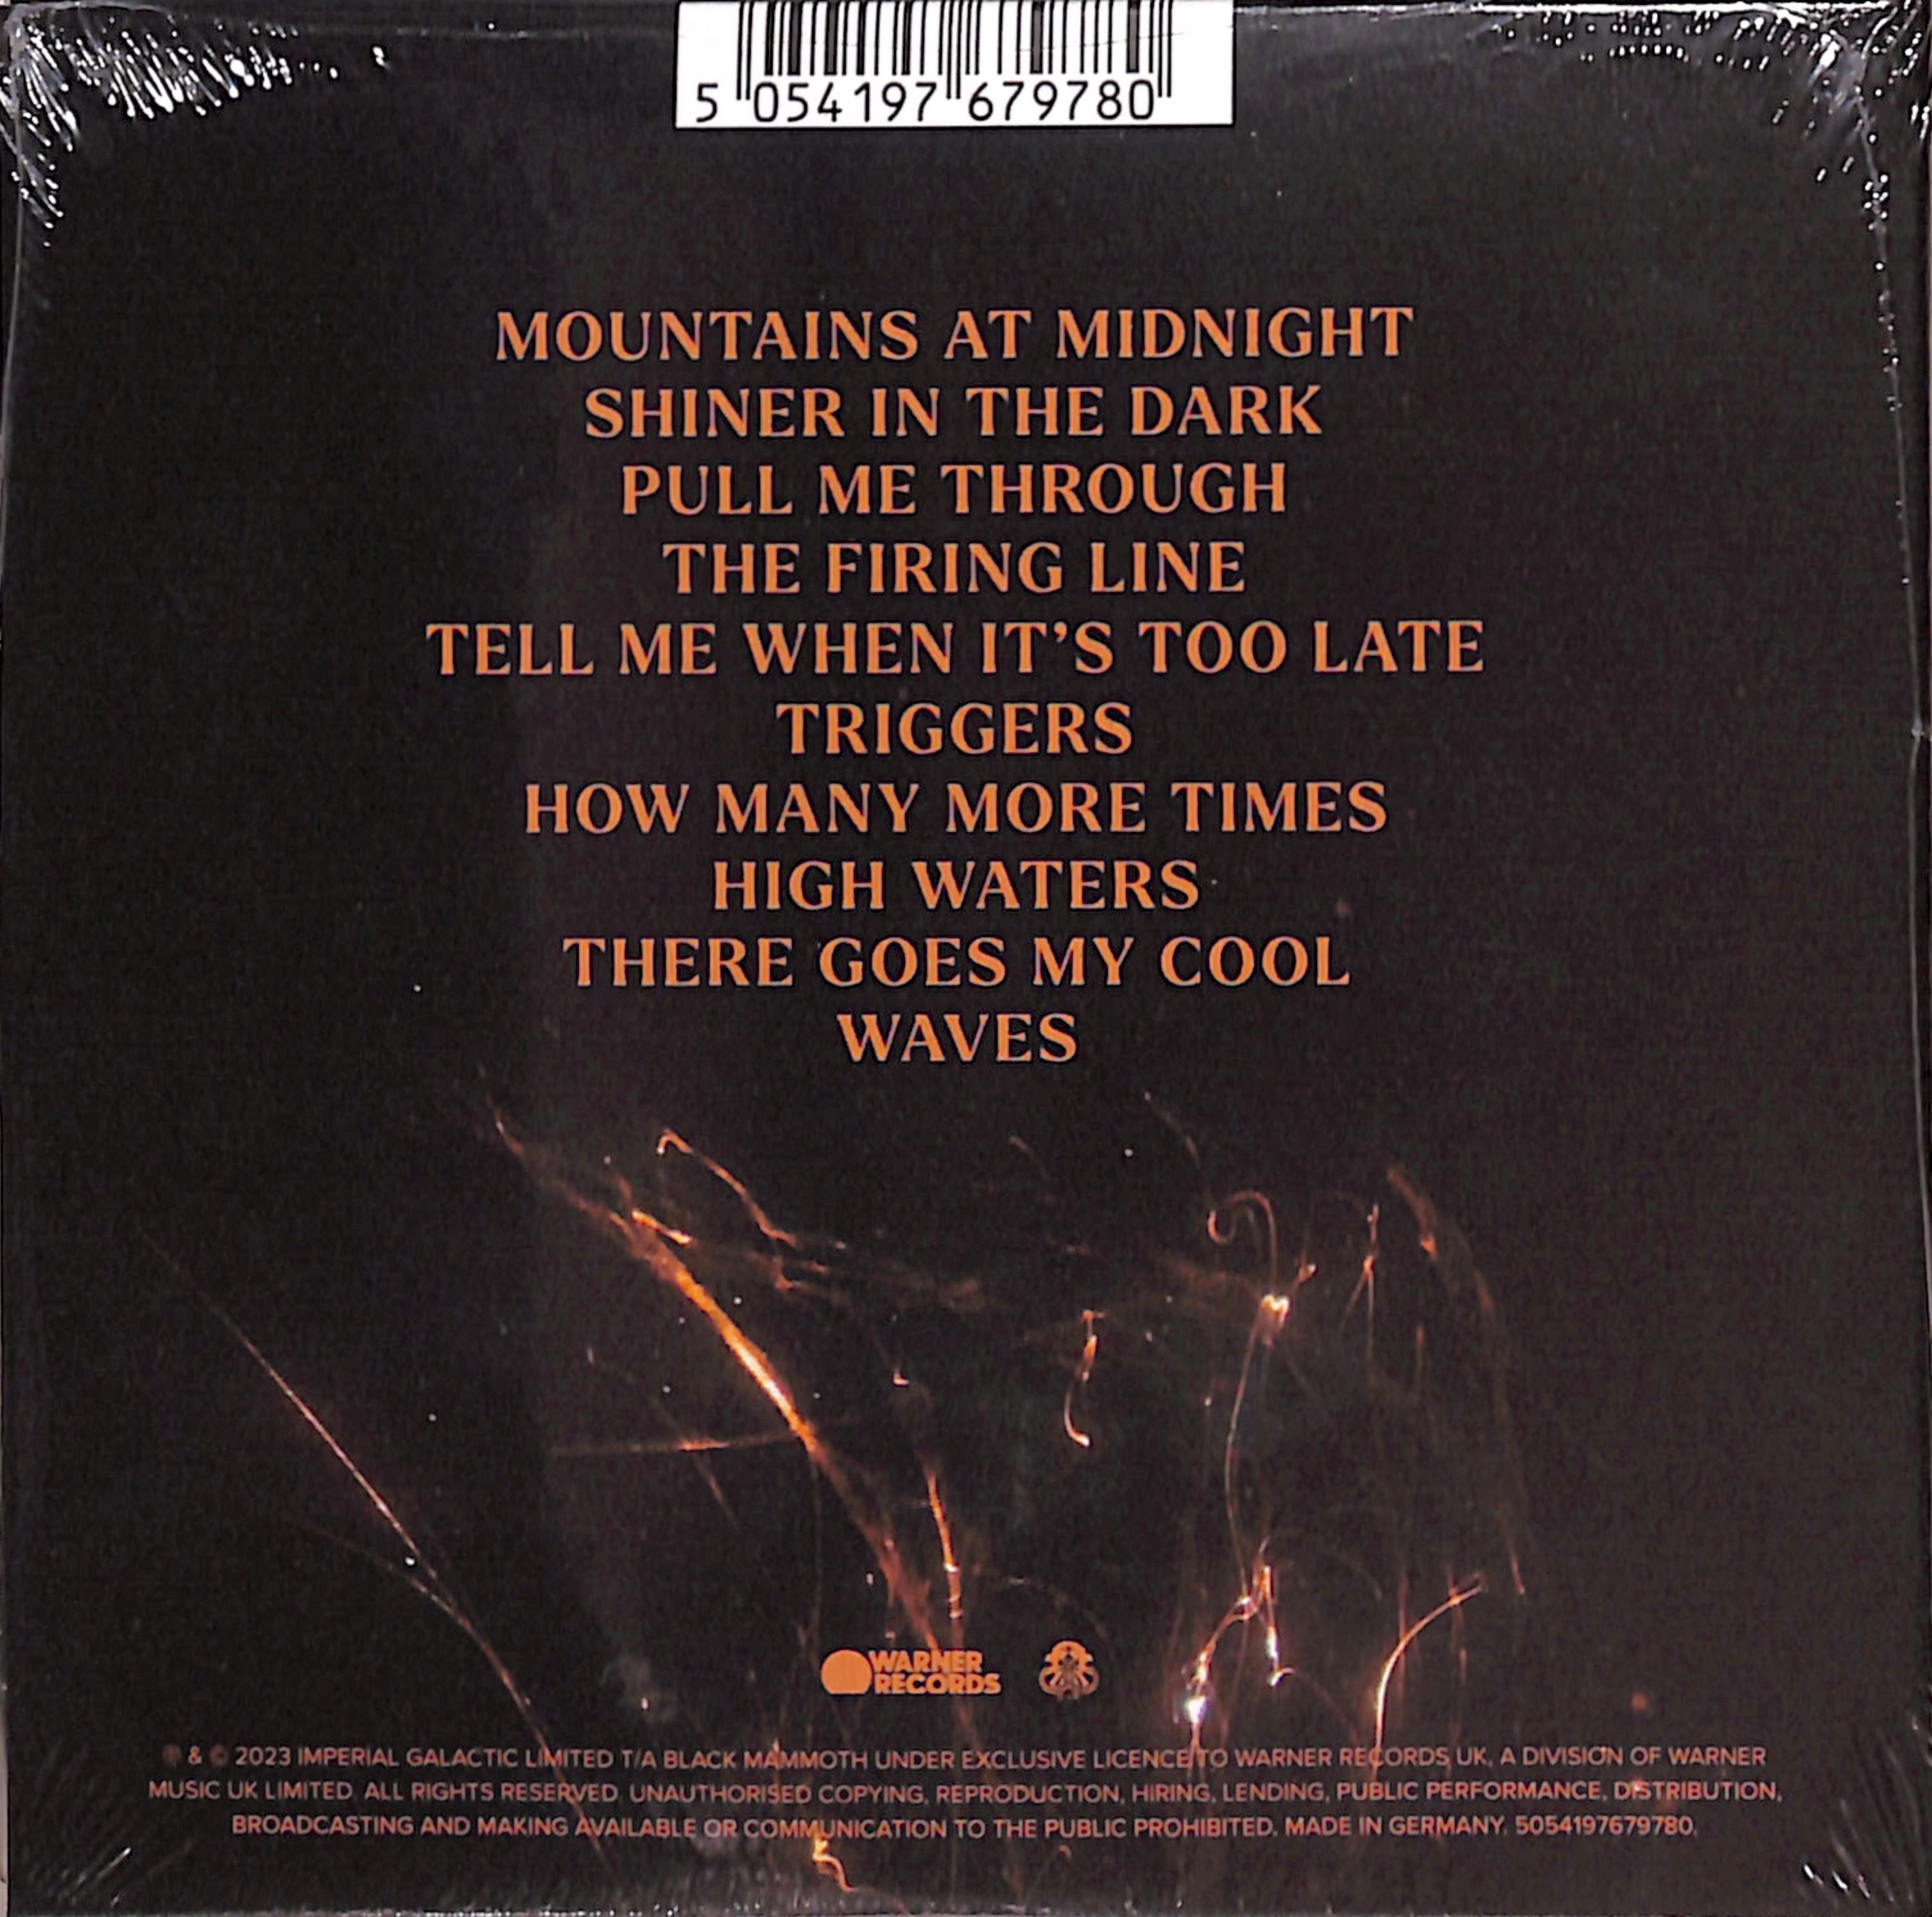 5 054197 679780
MOUNTAINS AT MIDNIGHT
SHINER IN THE DARK
PULL ME THROUGH
THE FIRING LINE
TELL ME WHEN IT'S TOO LATE
TRIGGERS
HOW MANY MORE TIMES
HIGH WATERS
THERE GOES MY COOL
WAVES
WARNER
RECORDS
℗ & © 2023 IMPERIAL GALACTIC LIMITED T/A BLACK MAMMOTH UNDER EXCLUSIVE LICENCE TO WARNER RECORDS UK, A DIVISION OF WARNER
MUSIC UK LIMITED. ALL RIGHTS RESERVED. UNAUTHORISED COPYING, REPRODUCTION, HIRING, LENDING, PUBLIC PERFORMANCE, DISTRIBUTION,
BROADCASTING AND MAKING AVAILABLE OR COMMUNICATION TO THE PUBLIC PROHIBITED. MADE IN GERMANY. 5054197679780.